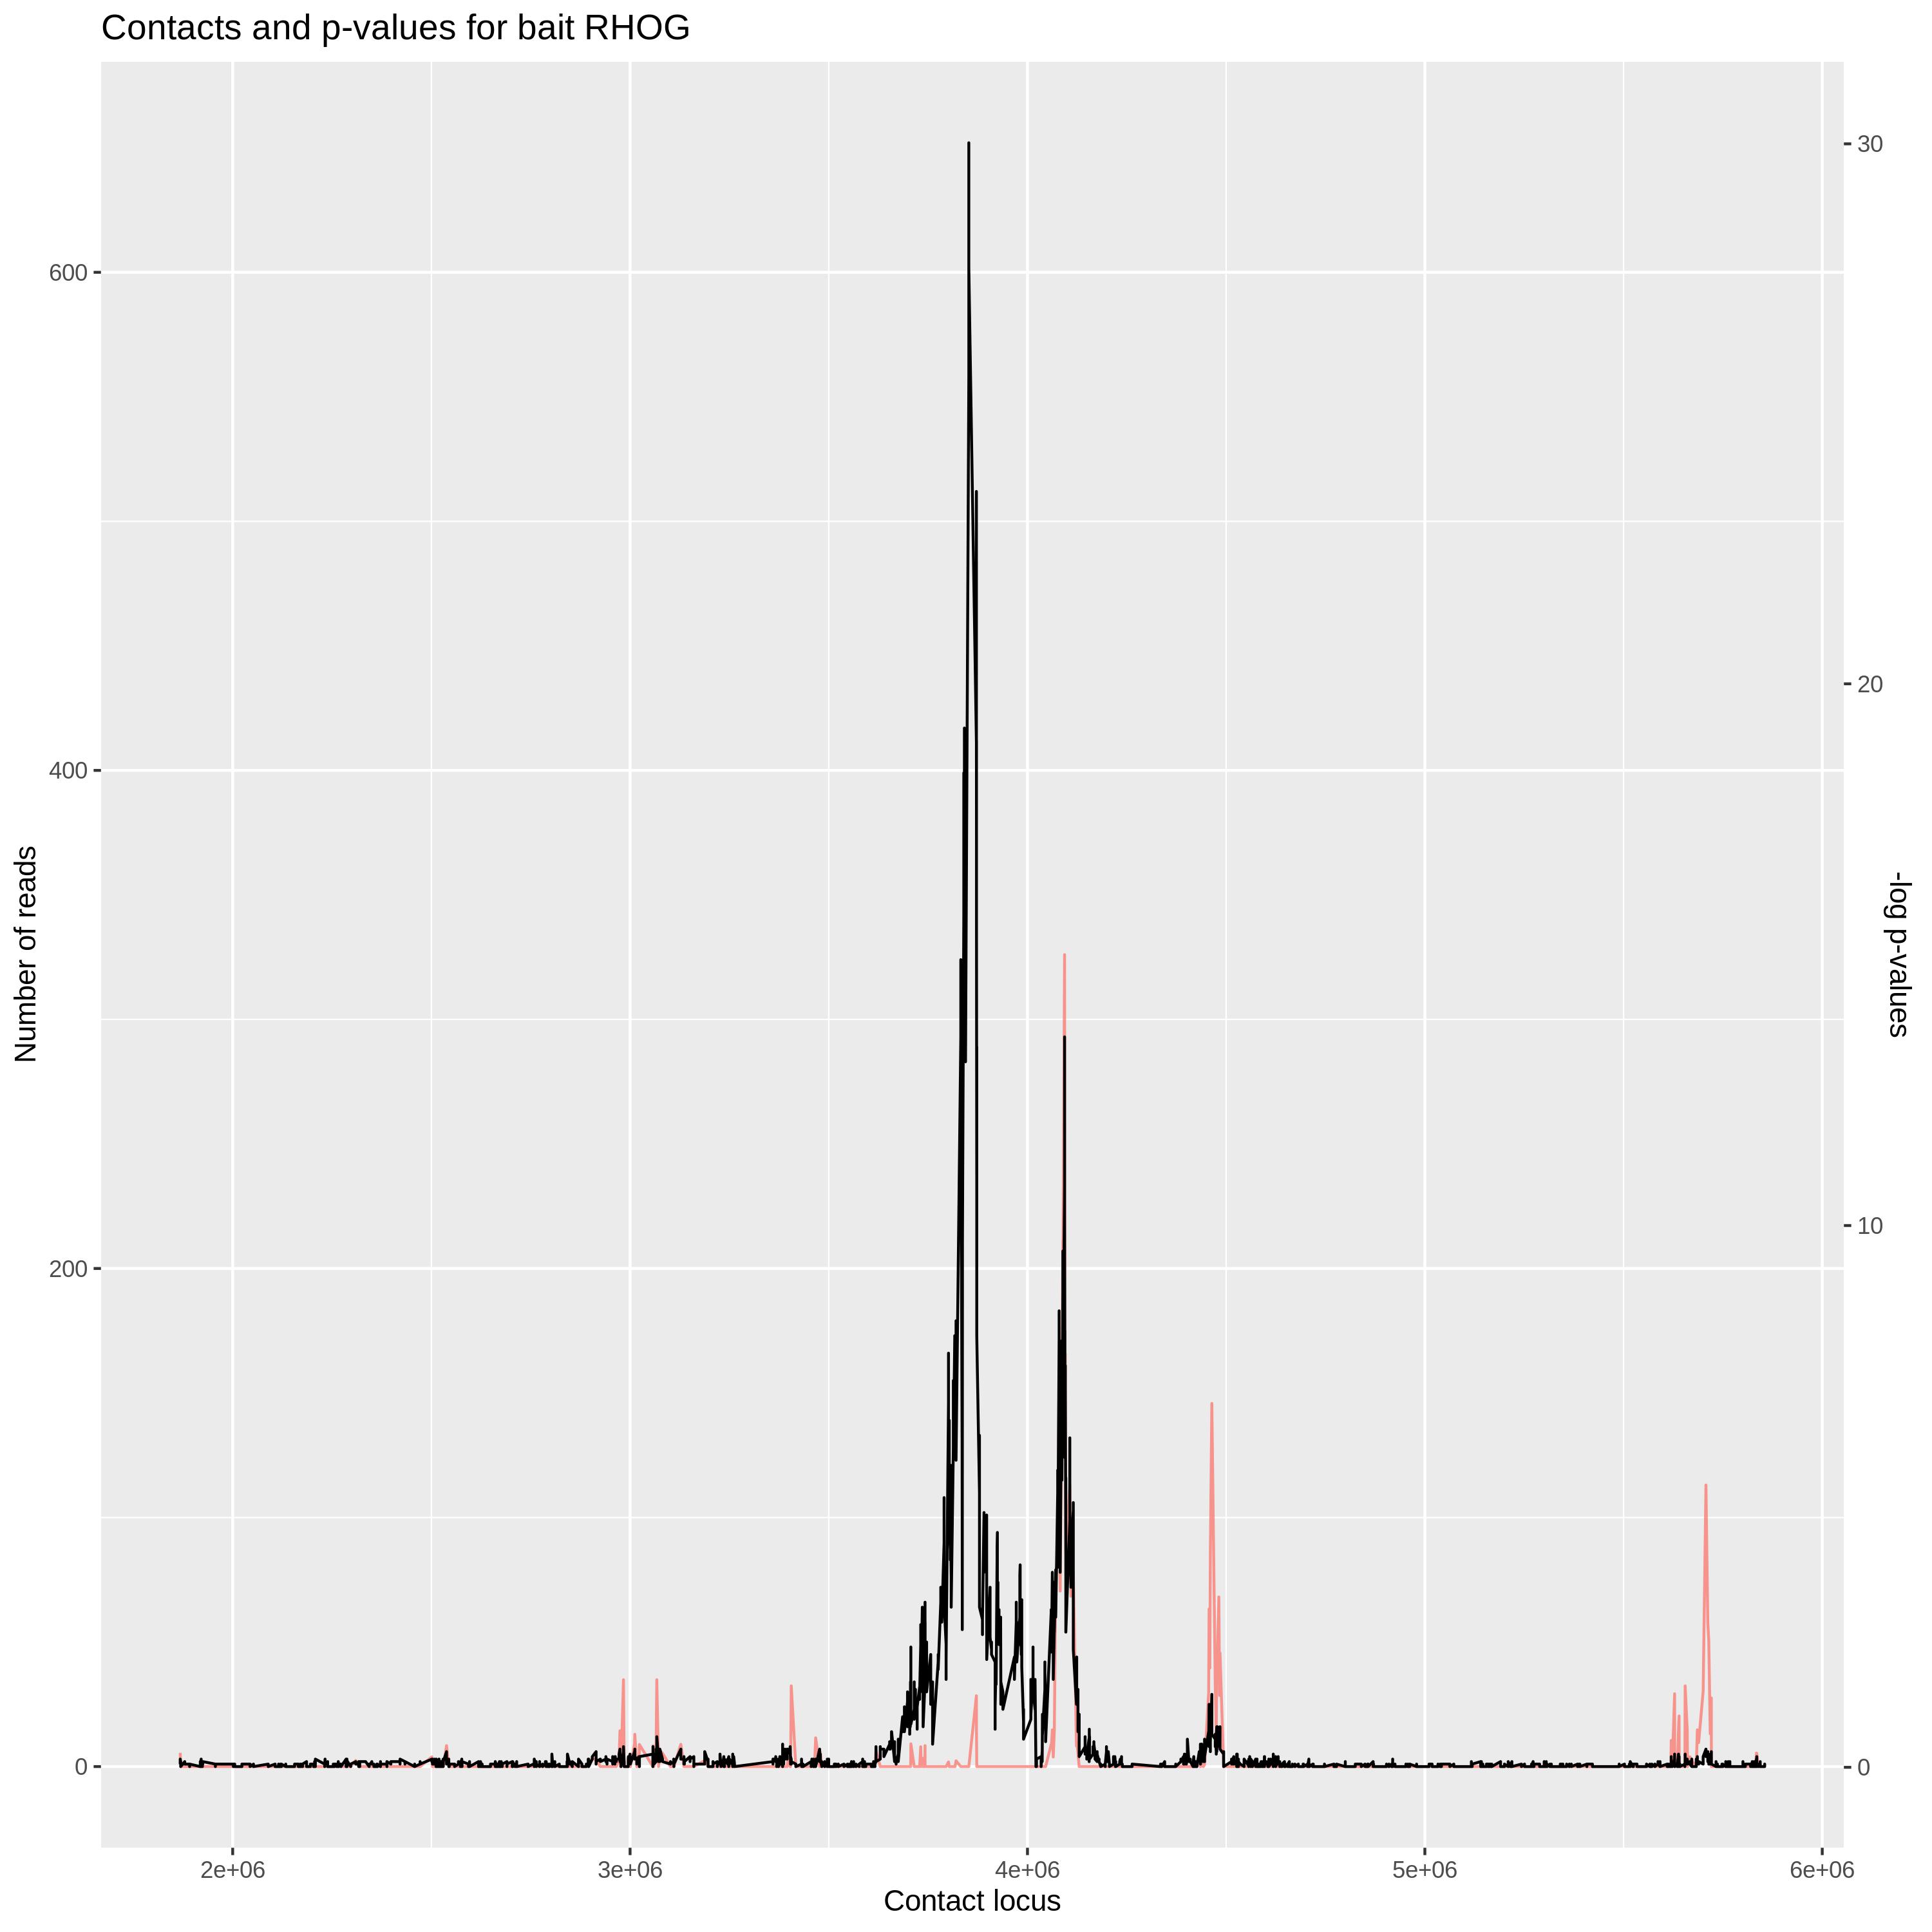 Contacts and p-values for bait RHOG
600
400
200
0
Number of reads
30
20
10
0
-log p-values
2e+06 3e+06 4e+06 5e+06 6e+06
Contact locus